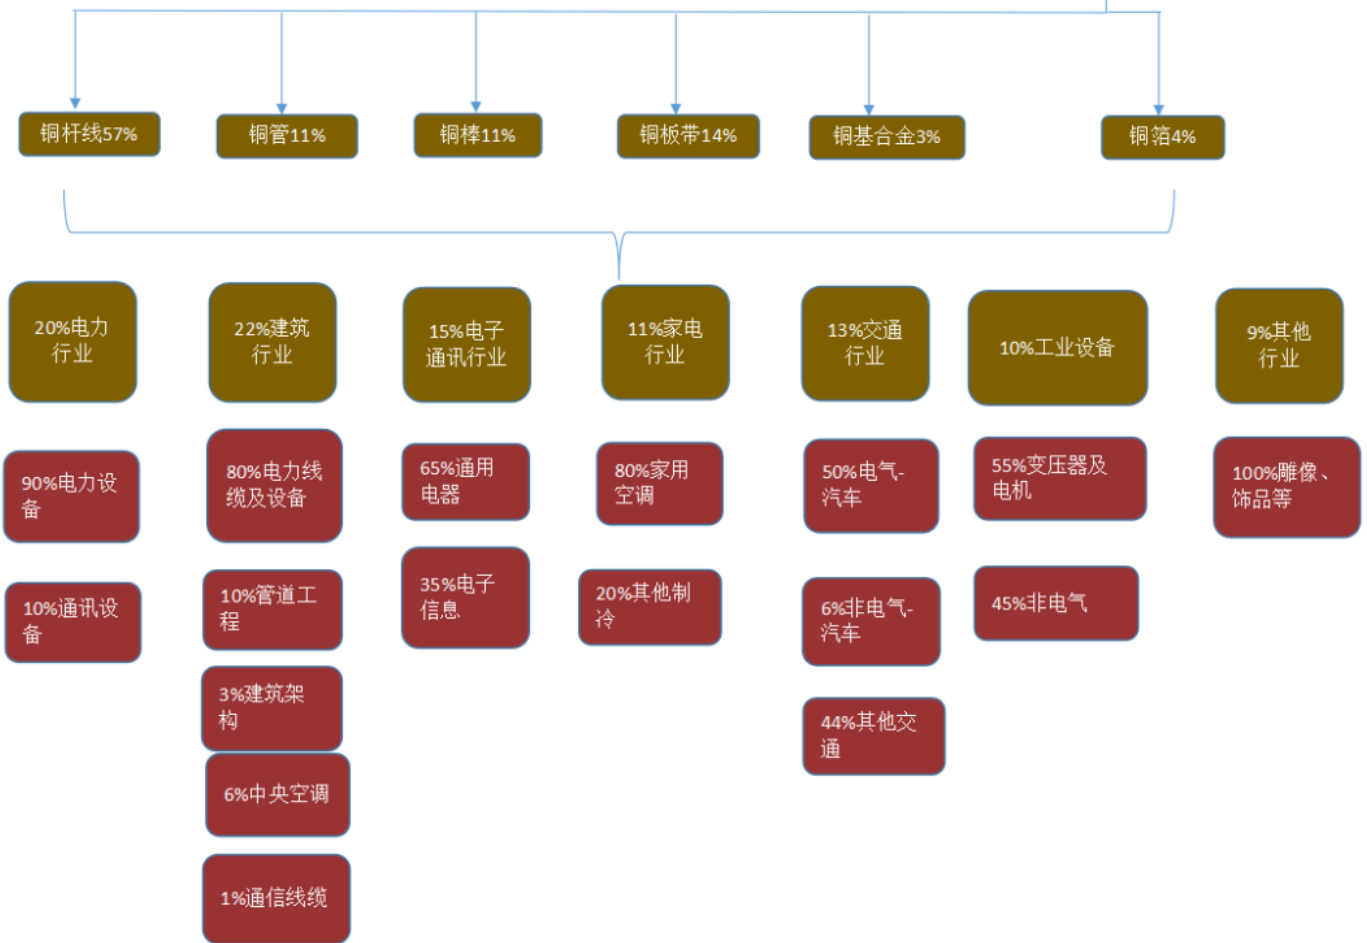 铜杆线57%
铜管11%
铜棒11%
铜板带14%
铜基合金3%
铜箔4%
20%电力
行业
22%建筑
行业
15%电子
通讯行业
11%家电
行业
13%交通
行业
10%工业设备
9%其他
行业
90%电力设
备
10%通讯设
备
80%电力线
缆及设备
10%管道工
程
3%建筑架
构
6%中央空调
1%通信线缆
65%通用
电器
35%电子
信息
80%家用
空调
20%其他制
冷
50%电气-
汽车
6%非电气-
汽车
44%其他交
通
55%变压器及
电机
45%非电气
100%雕像、
饰品等